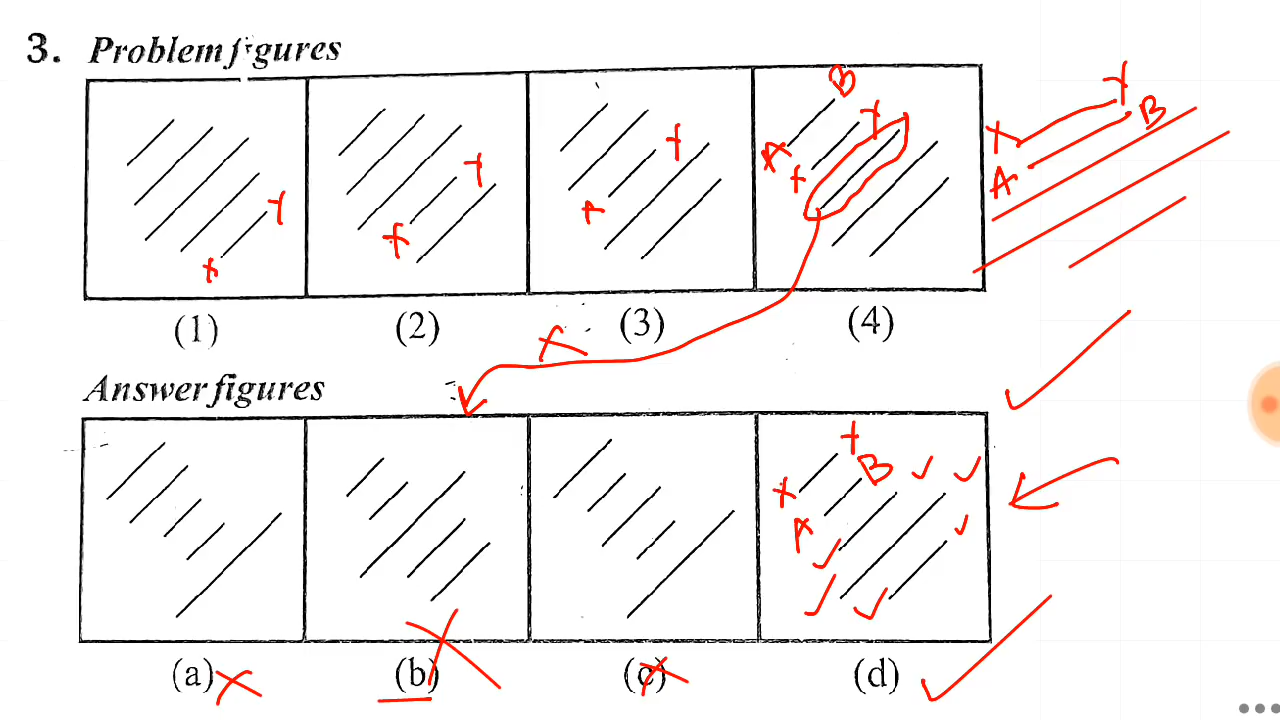 3. Problem figures
B
Y
Y
Y
Y
X
B
A
X
A
X
X
X
(1) (2) (3) (4)
X
Answer figures
Y
B
X
A
(a) (b) (c) (d)